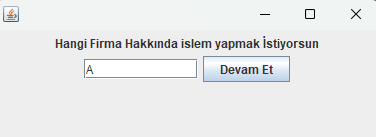 Hangi Firma Hakkında islem yapmak İstiyorsun
A
Devam Et